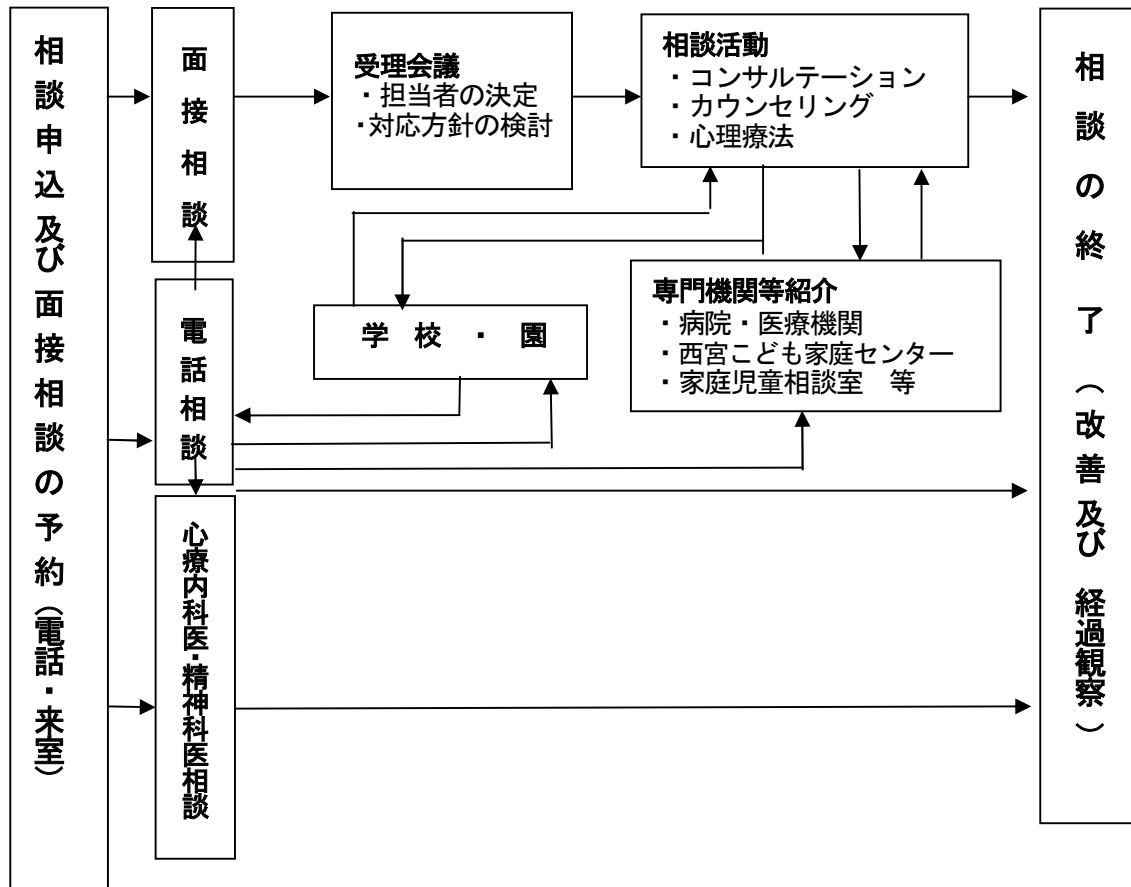 相談申込及び面接相談の予約（電話・来室）
面接相談
受理会議
・担当者の決定
・対応方針の検討
相談活動
・コンサルテーション
・カウンセリング
・心理療法
電話相談
学校・園
専門機関等紹介
・病院・医療機関
・西宮こども家庭センター
・家庭児童相談室　等
心療内科医・精神科医相談
相談の終了（改善及び経過観察）